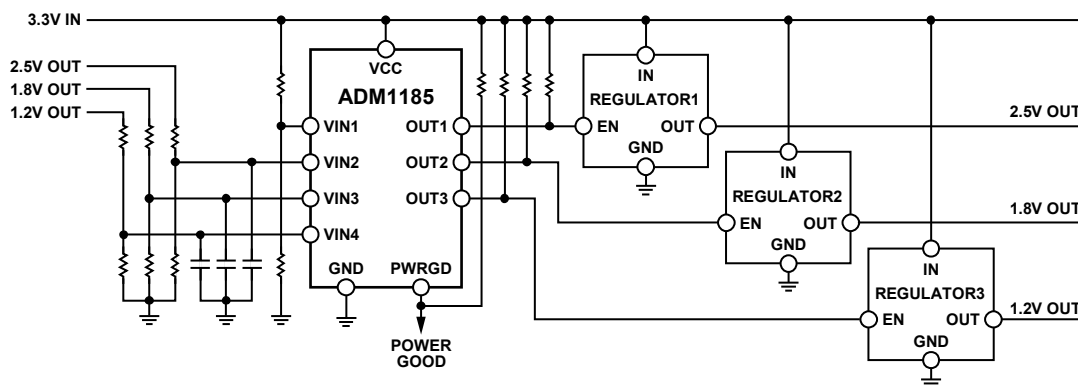 3.3V IN
2.5V OUT
1.8V OUT
1.2V OUT
VCC
ADM1185
VIN1
VIN2
VIN3
VIN4
OUT1
OUT2
OUT3
GND
PWRGD
POWER
GOOD
IN
REGULATOR1
EN
OUT
GND
2.5V OUT
IN
REGULATOR2
EN
OUT
GND
1.8V OUT
IN
REGULATOR3
EN
OUT
GND
1.2V OUT